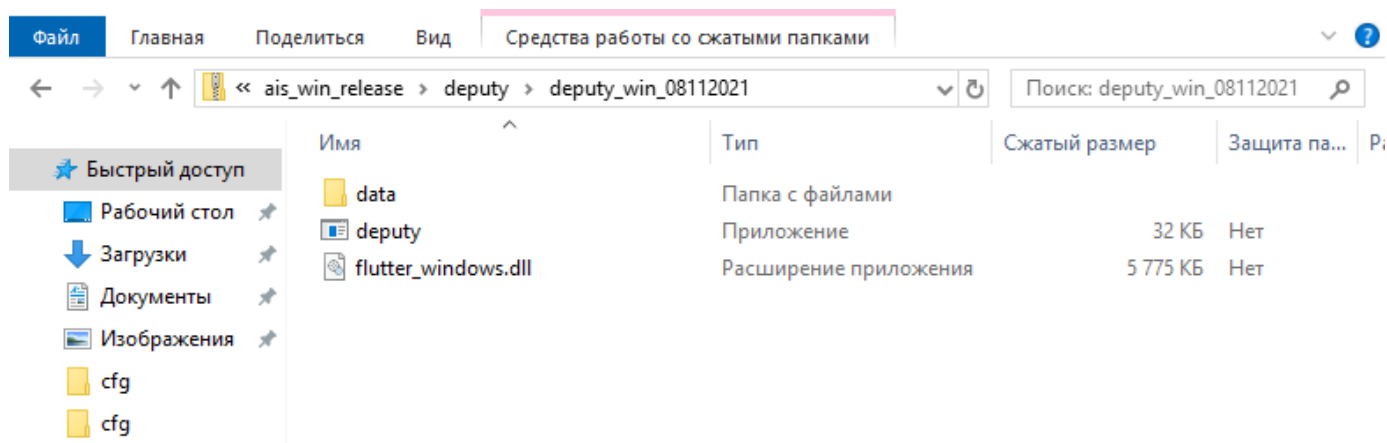 Файл Главная Поделиться Вид Средства работы со сжатыми папками
« ais_win_release › deputy › deputy_win_08112021 Поиск: deputy_win_08112021
Имя Тип Сжатый размер Защита па...
Быстрый доступ
data Папка с файлами
Рабочий стол
deputy Приложение 32 КБ Нет
Загрузки
flutter_windows.dll Расширение приложения 5 775 КБ Нет
Документы
Изображения
cfg
cfg